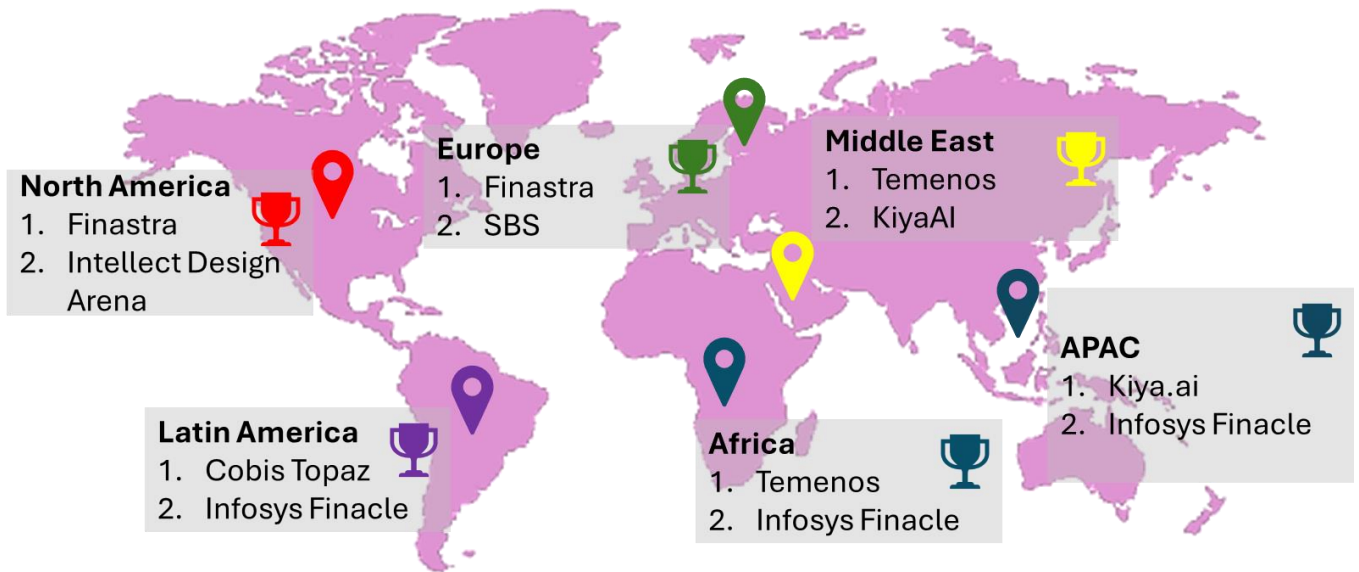 North America
1. Finastra
2. Intellect Design
Arena
Europe
1. Finastra
2. SBS
Middle East
1. Temenos
2. KiyaAI
Latin America
1. Cobis Topaz
2. Infosys Finacle
Africa
1. Temenos
2. Infosys Finacle
APAC
1. Kiya.ai
2. Infosys Finacle